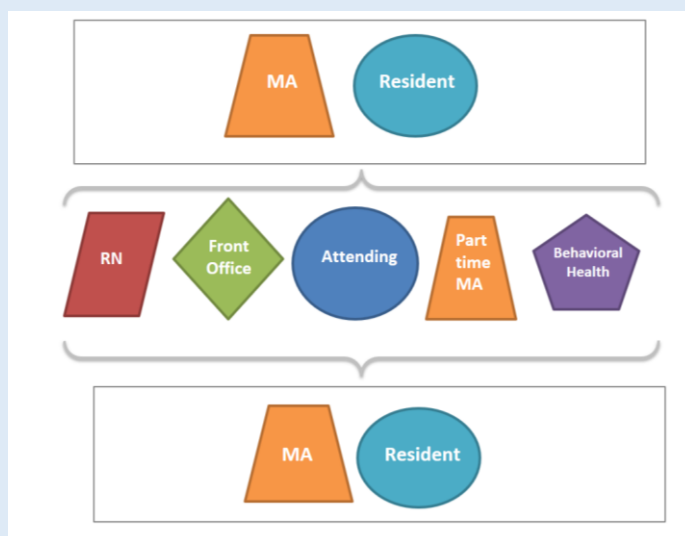 MA
Resident
RN
Front
Office
Attending
Part
time
MA
Behavioral
Health
MA
Resident